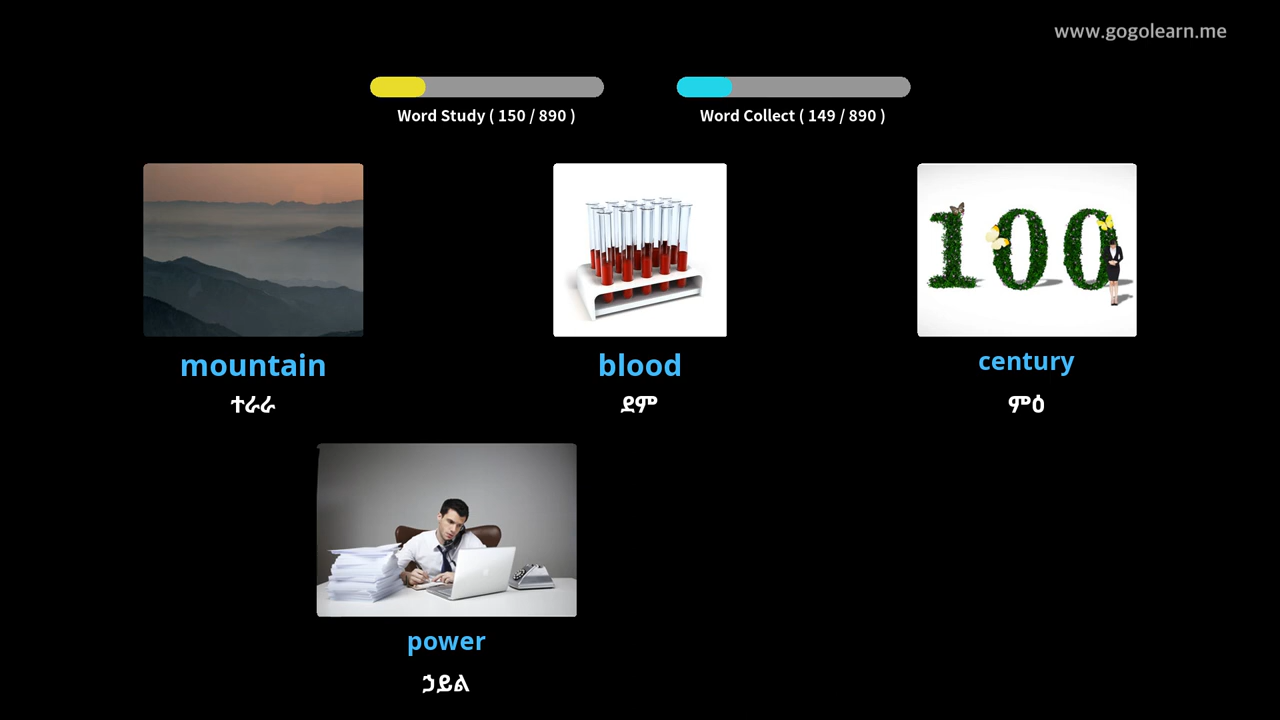 www.gogolearn.me
Word Study ( 150 / 890 )
Word Collect ( 149 / 890 )
mountain
ተራራ
blood
ደም
century
ምዕ
power
ኃይል